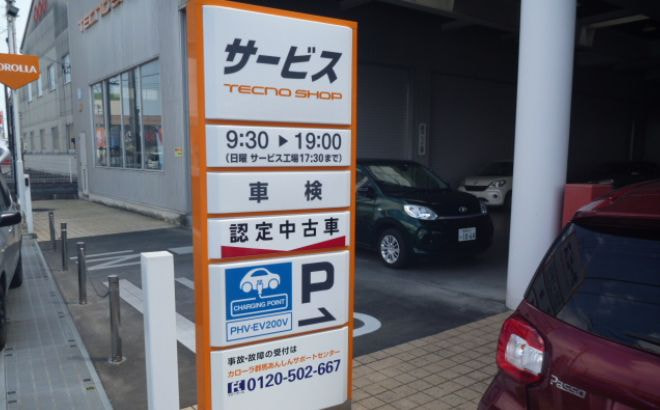 サービス
TECNO SHOP
9:30 ▶ 19:00
(日曜 サービス工場17:30まで)
車検
認定中古車
CHARGING POINT
PHV・EV200V
P
事故・故障の受付は
カローラ群馬あんしんサポートセンター
0120-502-667
OROLLA
TECNO SHOP
Passo